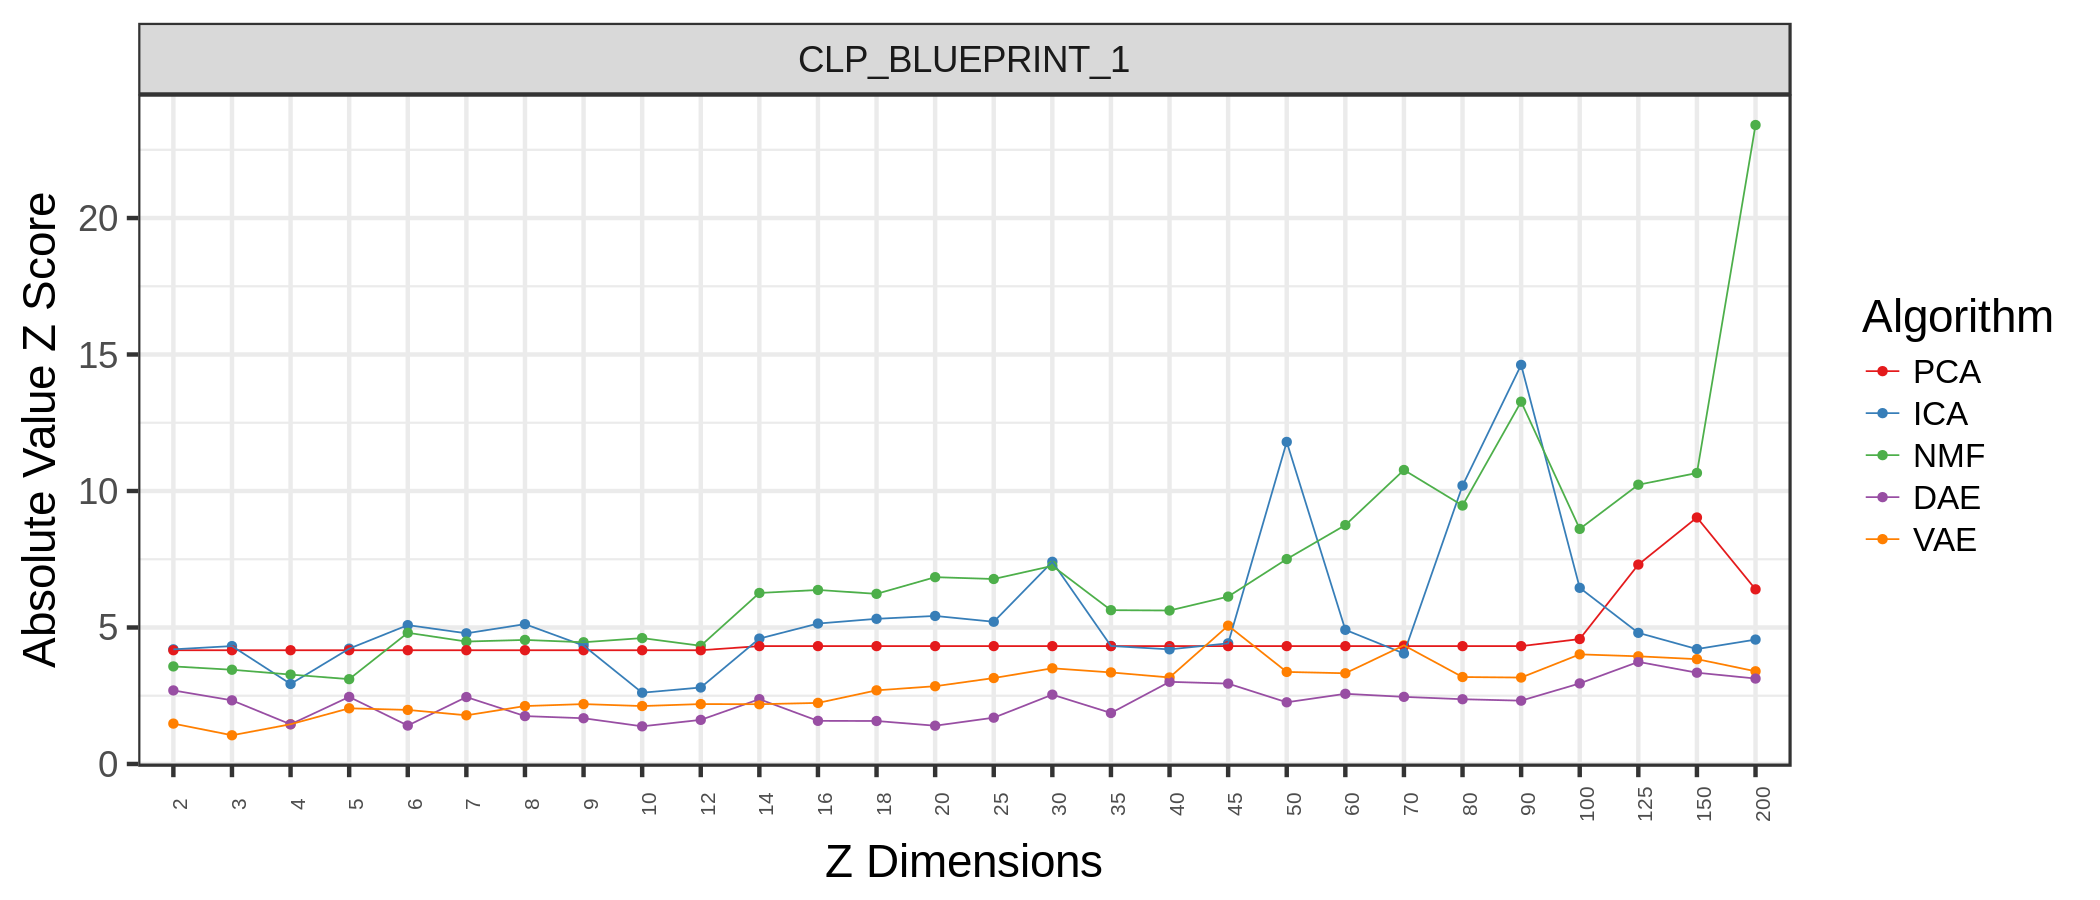 CLP_BLUEPRINT_1
Absolute Value Z Score
20
15
10
5
0
2 3 4 5 6 7 8 9 10 12 14 16 18 20 25 30 35 40 45 50 60 70 80 90 100 125 150 200
Z Dimensions
Algorithm
PCA
ICA
NMF
DAE
VAE